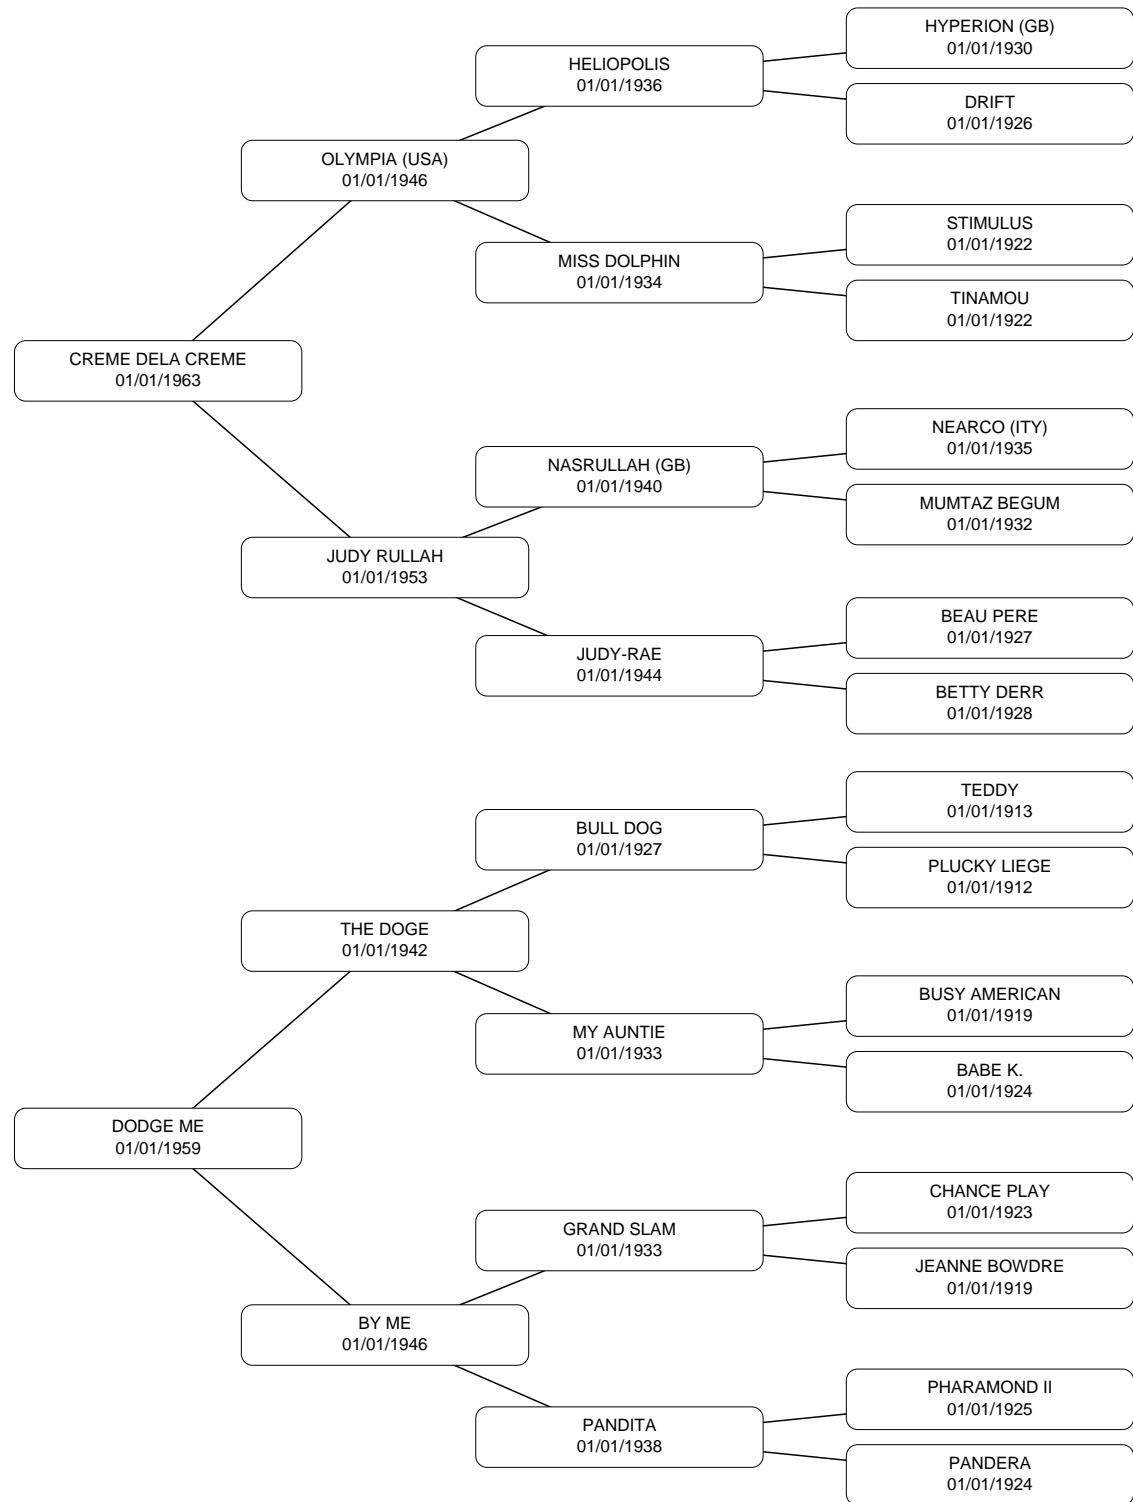 HYPERION (GB)
01/01/1930
HELIOPOLIS
01/01/1936
DRIFT
01/01/1926
OLYMPIA (USA)
01/01/1946
STIMULUS
01/01/1922
MISS DOLPHIN
01/01/1934
TINAMOU
01/01/1922
CREME DELA CREME
01/01/1963
NEARCO (ITY)
01/01/1935
NASRULLAH (GB)
01/01/1940
MUMTAZ BEGUM
01/01/1932
JUDY RULLAH
01/01/1953
BEAU PERE
01/01/1927
JUDY-RAE
01/01/1944
BETTY DERR
01/01/1928
TEDDY
01/01/1913
BULL DOG
01/01/1927
PLUCKY LIEGE
01/01/1912
THE DOGE
01/01/1942
BUSY AMERICAN
01/01/1919
MY AUNTIE
01/01/1933
BABE K.
01/01/1924
DODGE ME
01/01/1959
CHANCE PLAY
01/01/1923
GRAND SLAM
01/01/1933
JEANNE BOWDRE
01/01/1919
BY ME
01/01/1946
PHARAMOND II
01/01/1925
PANDITA
01/01/1938
PANDERA
01/01/1924